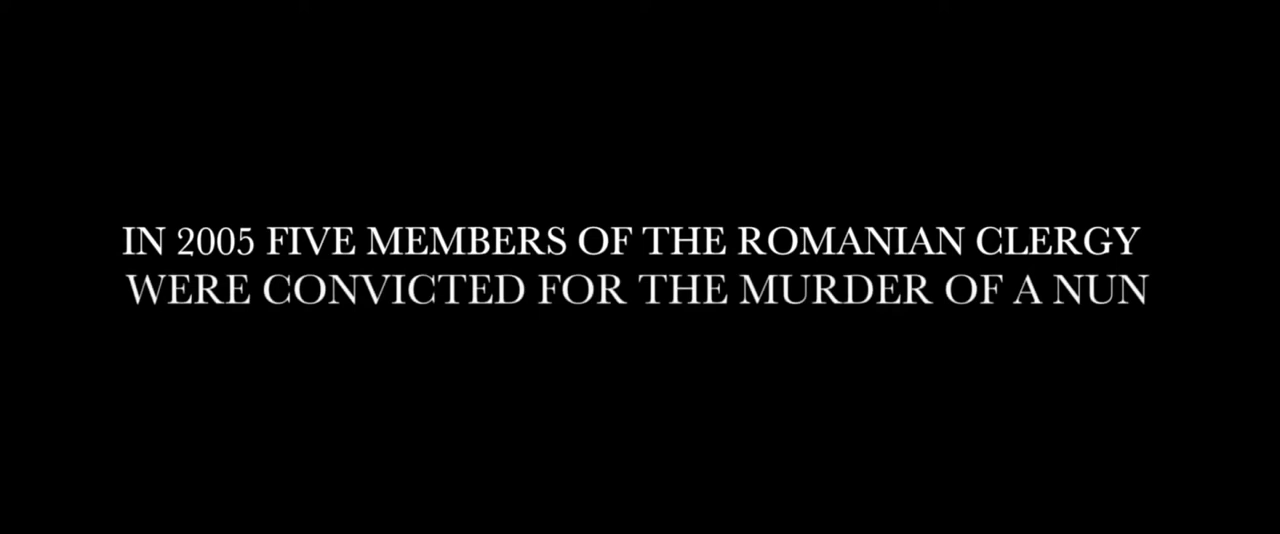 IN 2005 FIVE MEMBERS OF THE ROMANIAN CLERGY
WERE CONVICTED FOR THE MURDER OF A NUN